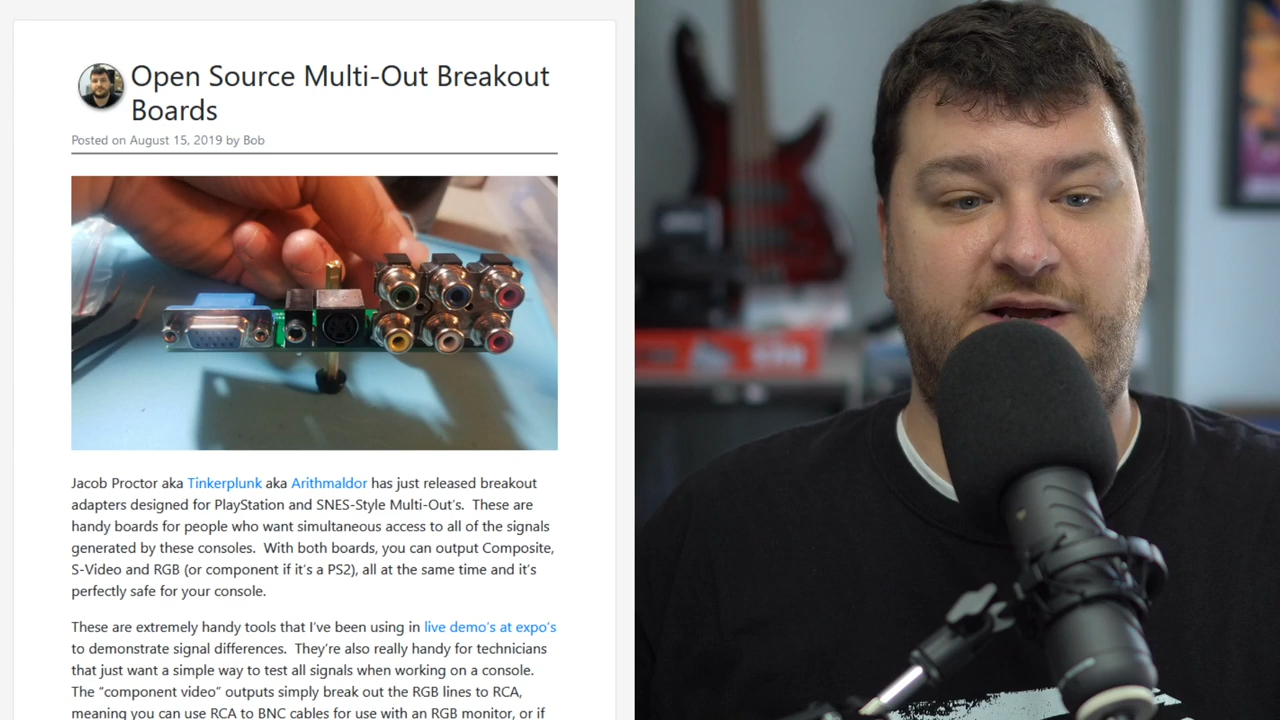 Open Source Multi-Out Breakout
Boards
Posted on August 15, 2019 by Bob
Jacob Proctor aka Tinkerplunk aka Arithmaldor has just released breakout
adapters designed for PlayStation and SNES-Style Multi-Out's.  These are
handy boards for people who want simultaneous access to all of the signals
generated by these consoles.  With both boards, you can output Composite,
S-Video and RGB (or component if it's a PS2), all at the same time and it's
perfectly safe for your console.
These are extremely handy tools that I've been using in live demo's at expo's
to demonstrate signal differences.  They're also really handy for technicians
that just want a simple way to test all signals when working on a console.
The "component video" outputs simply break out the RGB lines to RCA,
meaning you can use RCA to BNC cables for use with an RGB monitor, or if